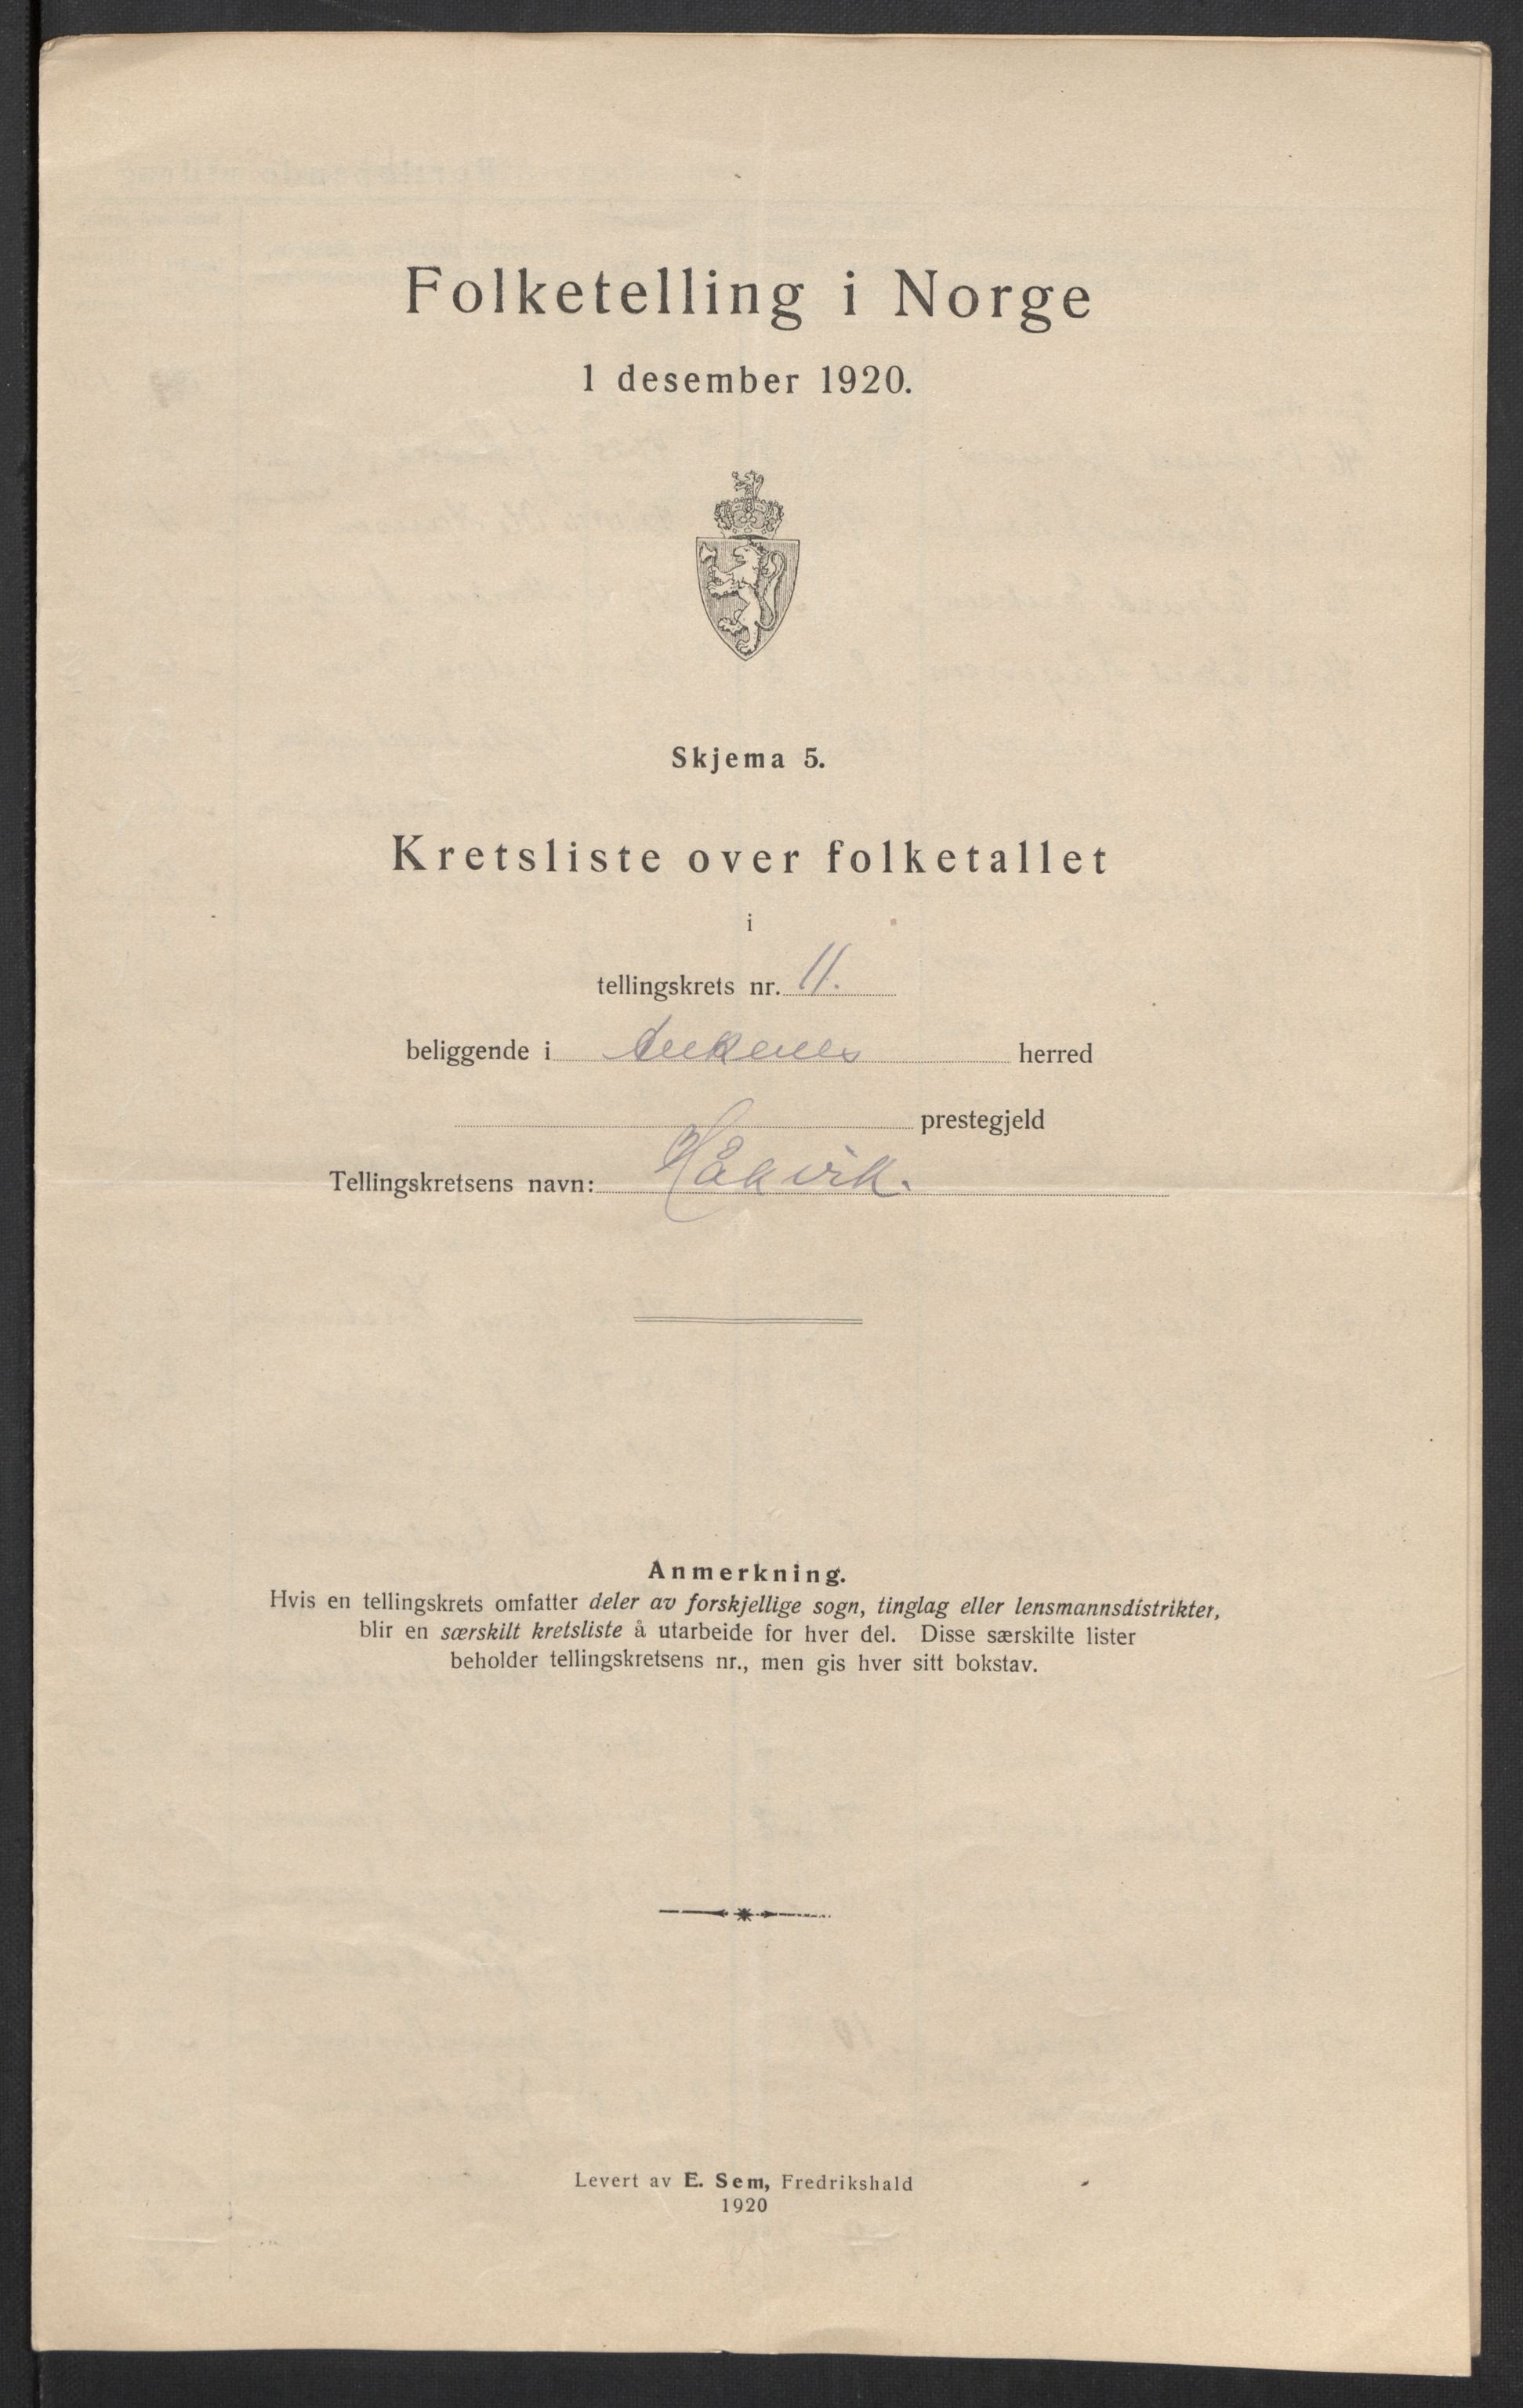 Folketelling i Norge
1 desember 1920.
Skjema 5.
Kretsliste over folketallet
i
tellingskrets nr. 11.
beliggende i Ankenes herred
prestegjeld
Tellingskretsens navn: Håkvik.
Anmerkning.
Hvis en tellingskrets omfatter deler av forskjellige sogn, tinglag eller lensmannsdistrikter,
blir en særskilt kretsliste å utarbeide for hver del. Disse særskilte lister
beholder tellingskretsens nr., men gis hver sitt bokstav.
Levert av E. Sem, Fredrikshald
1920